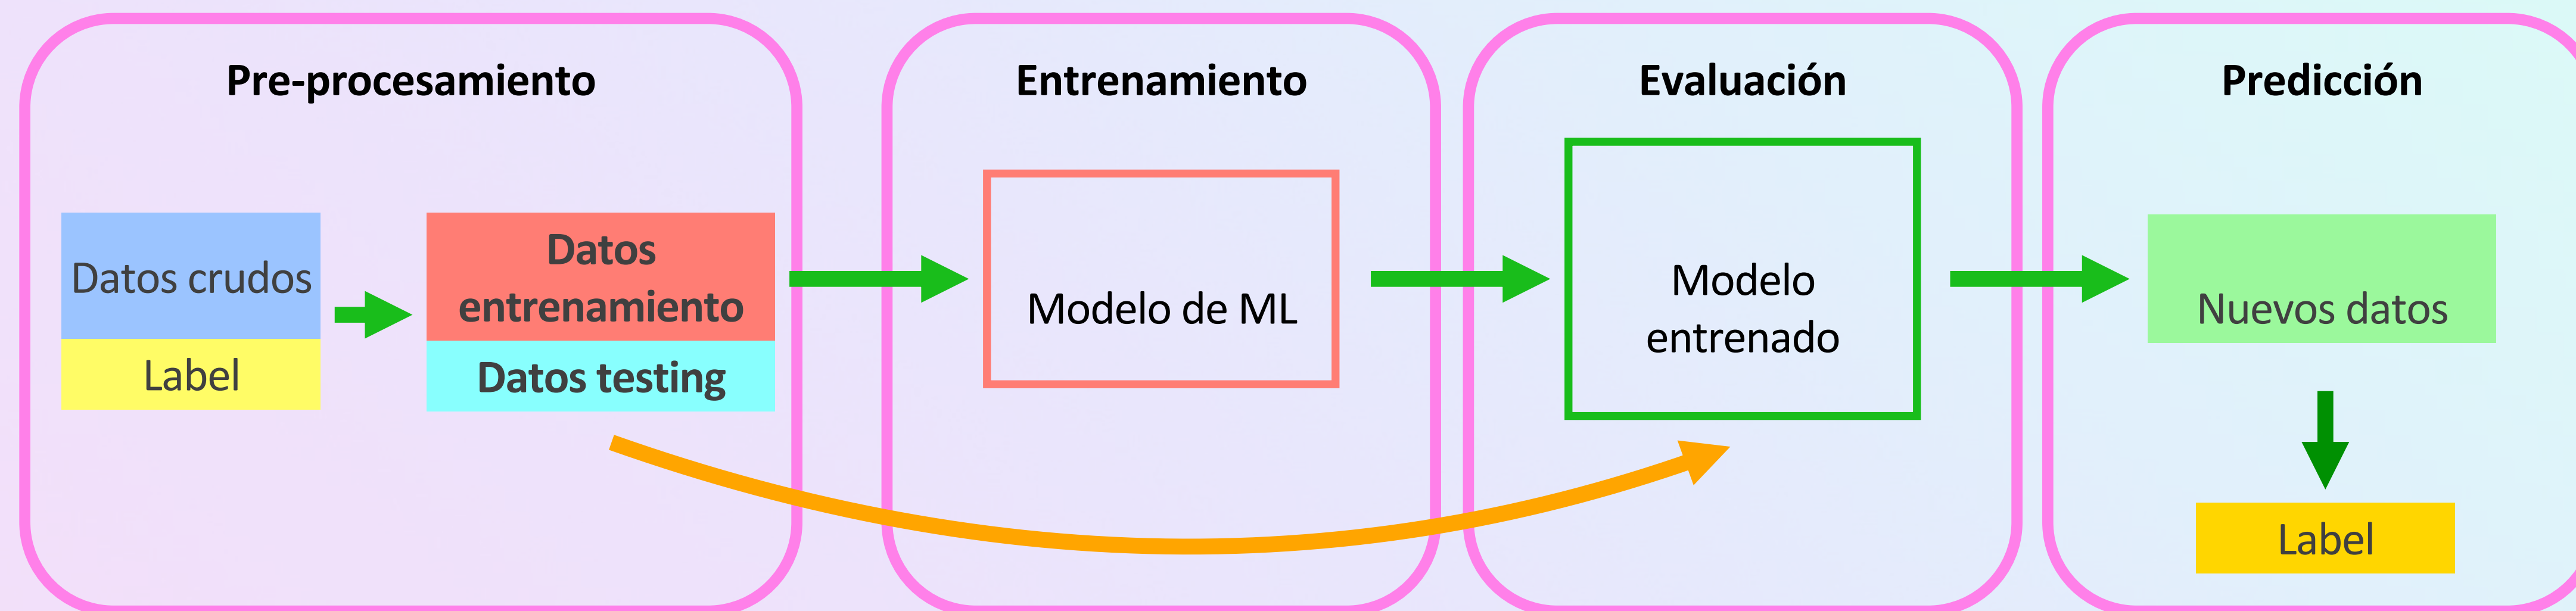 Pre-procesamiento
Datos crudos
Label
Datos
entrenamiento
Datos testing
Entrenamiento
Modelo de ML
Evaluación
Modelo
entrenado
Predicción
Nuevos datos
Label